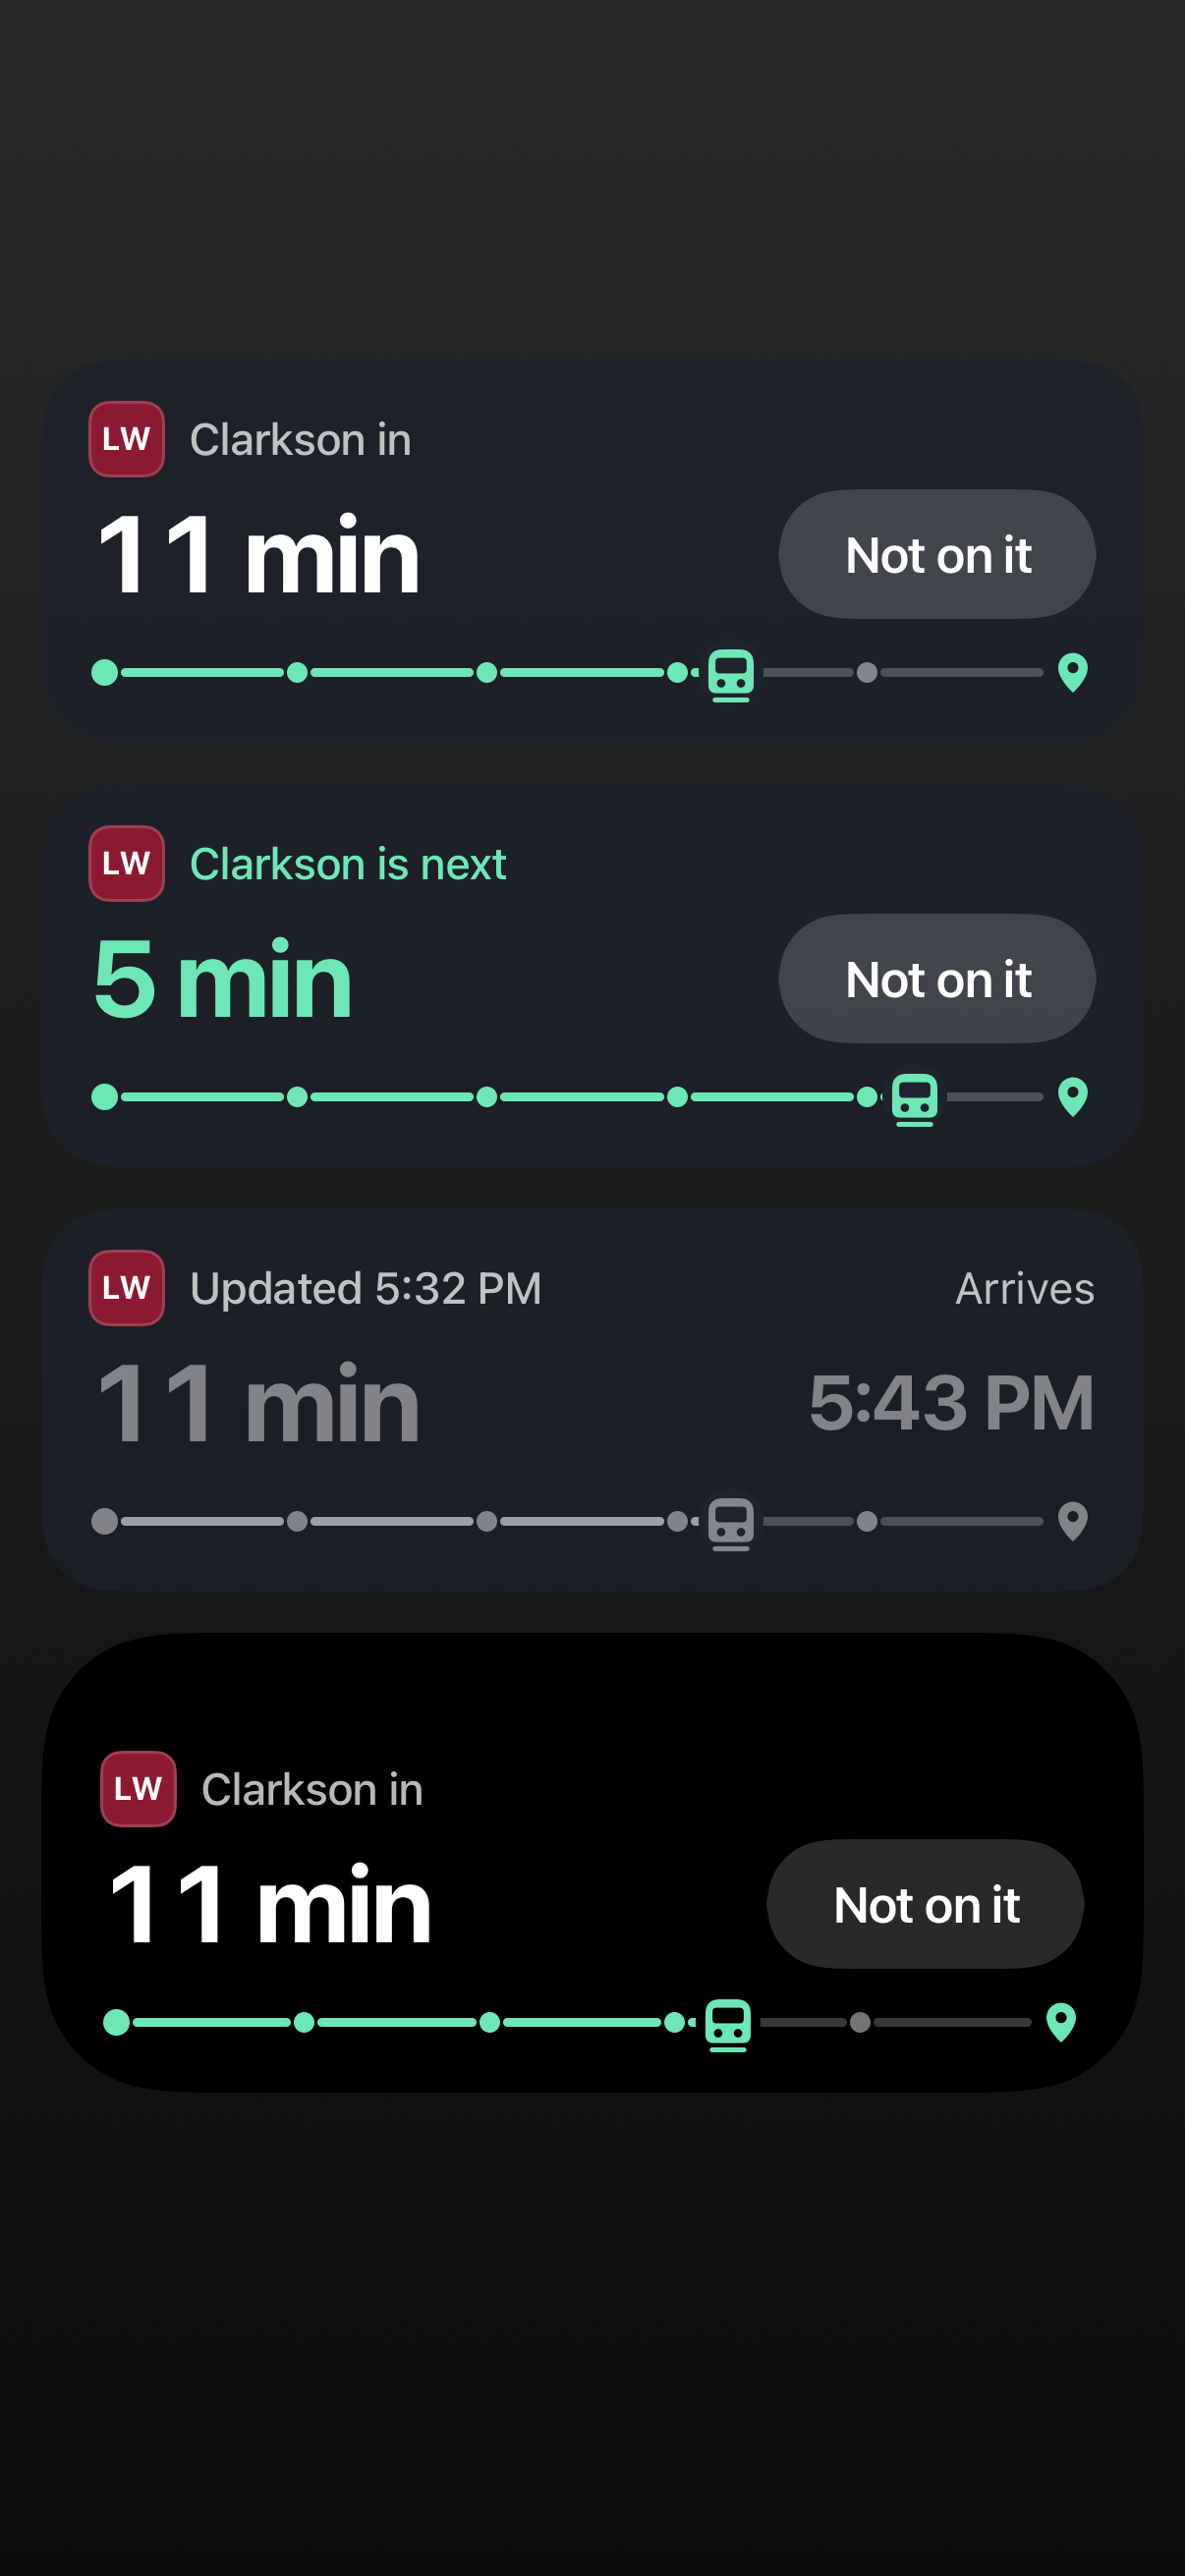 LW Clarkson in
11 min Not on it
LW Clarkson is next
5 min Not on it
LW Updated 5:32 PM Arrives
11 min 5:43 PM
LW Clarkson in
11 min Not on it